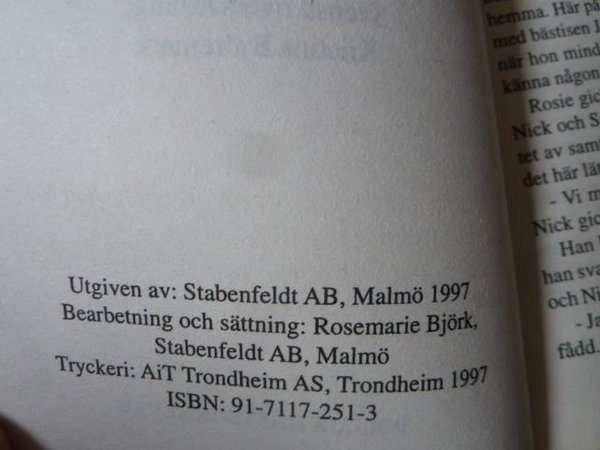 Utgiven av: Stabenfeldt AB, Malmö 1997
Bearbetning och sättning: Rosemarie Björk,
Stabenfeldt AB, Malmö
Tryckeri: AiT Trondheim AS, Trondheim 1997
ISBN: 91-7117-251-3
hemma. Här på
med bästisen J
när hon mind
känna någon
Rosie gic
Nick och S
tet av samt
det här lät
- Vi m
Nick gic
Han
han sva
och Ni
- Ja
fådd.